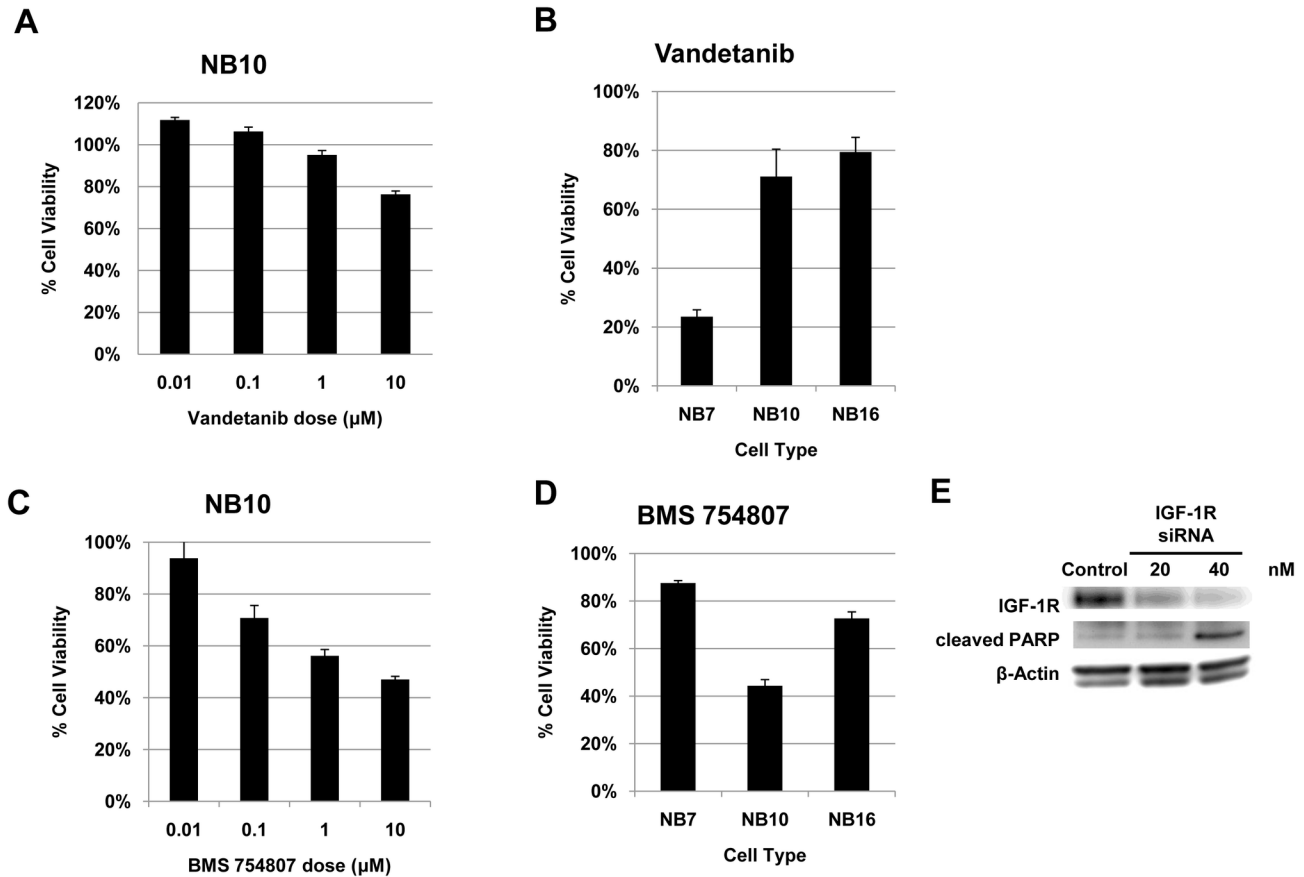 A
NB10
% Cell Viability
120%
100%
80%
60%
40%
20%
0%
0.01 0.1 1 10
Vandetanib dose (µM)
B
Vandetanib
% Cell Viability
100%
80%
60%
40%
20%
0%
NB7 NB10 NB16
Cell Type
C
NB10
% Cell Viability
100%
80%
60%
40%
20%
0%
0.01 0.1 1 10
BMS 754807 dose (µM)
D
BMS 754807
% Cell Viability
100%
80%
60%
40%
20%
0%
NB7 NB10 NB16
Cell Type
E
IGF-1R
siRNA
Control 20 40 nM
IGF-1R
cleaved PARP
β-Actin